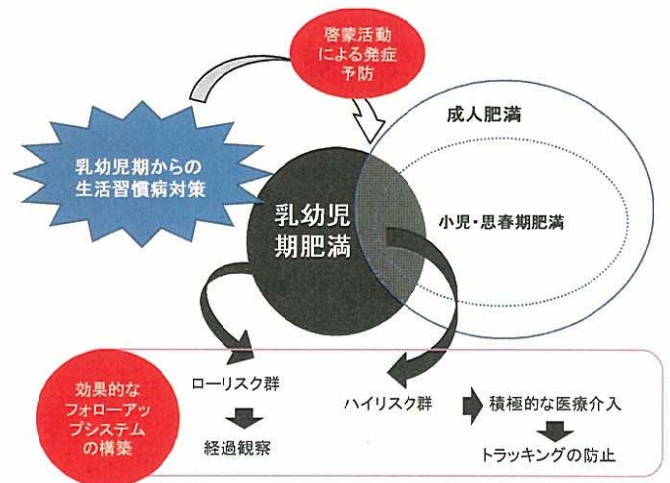 啓蒙活動
による発症
予防
成人肥満
乳幼児期からの
生活習慣病対策
乳幼児
期肥満
小児・思春期肥満
効果的な
フォローアッ
プシステム
の構築
ローリスク群
経過観察
ハイリスク群
積極的な医療介入
トラッキングの防止